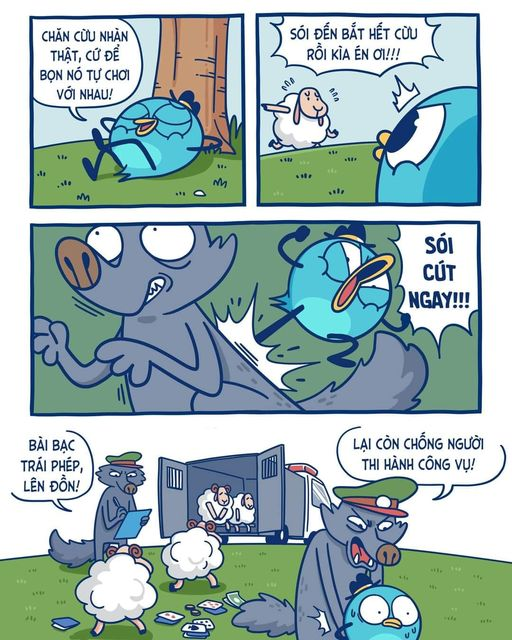 CHĂN CỪU NHÀN
THẬT, CỨ ĐỂ
BỌN NÓ TỰ CHƠI
VỚI NHAU!
SÓI ĐẾN BẮT HẾT CỪU
RỒI KÌA ÉN ƠI!!!
SÓI
CÚT
NGAY!!!
BÀI BẠC
TRÁI PHÉP,
LÊN ĐỒN!
LẠI CÒN CHỐNG NGƯỜI
THI HÀNH CÔNG VỤ!